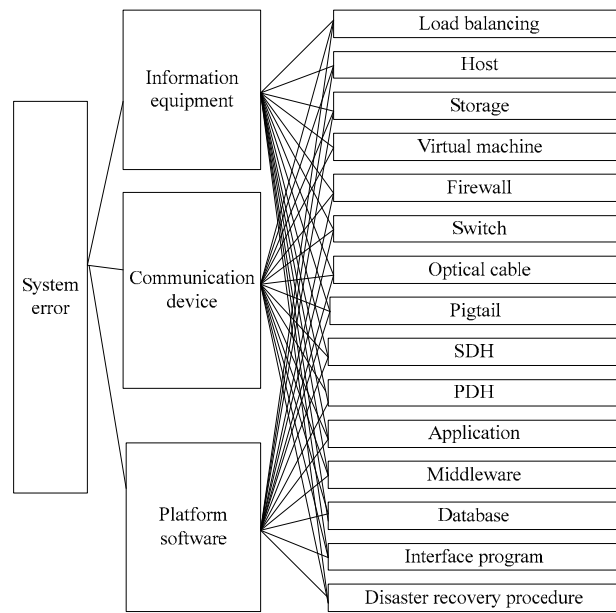 System
error
Information
equipment
Communication
device
Platform
software
Load balancing
Host
Storage
Virtual machine
Firewall
Switch
Optical cable
Pigtail
SDH
PDH
Application
Middleware
Database
Interface program
Disaster recovery procedure